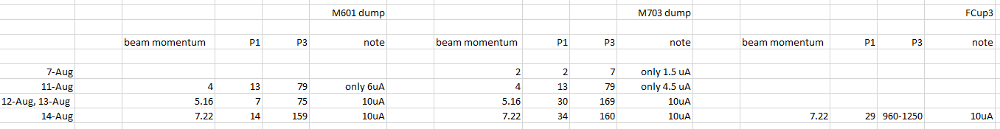 M601 dump M703 dump FCup3
beam momentum P1 P3 note beam momentum P1 P3 note beam momentum P1 P3 note
7-Aug 2 2 7 only 1.5 uA
11-Aug 4 13 79 only 6uA 4 13 79 only 4.5 uA
12-Aug, 13-Aug 5.16 7 75 10uA 5.16 30 169 10uA
14-Aug 7.22 14 159 10uA 7.22 34 160 10uA 7.22 29 960-1250 10uA